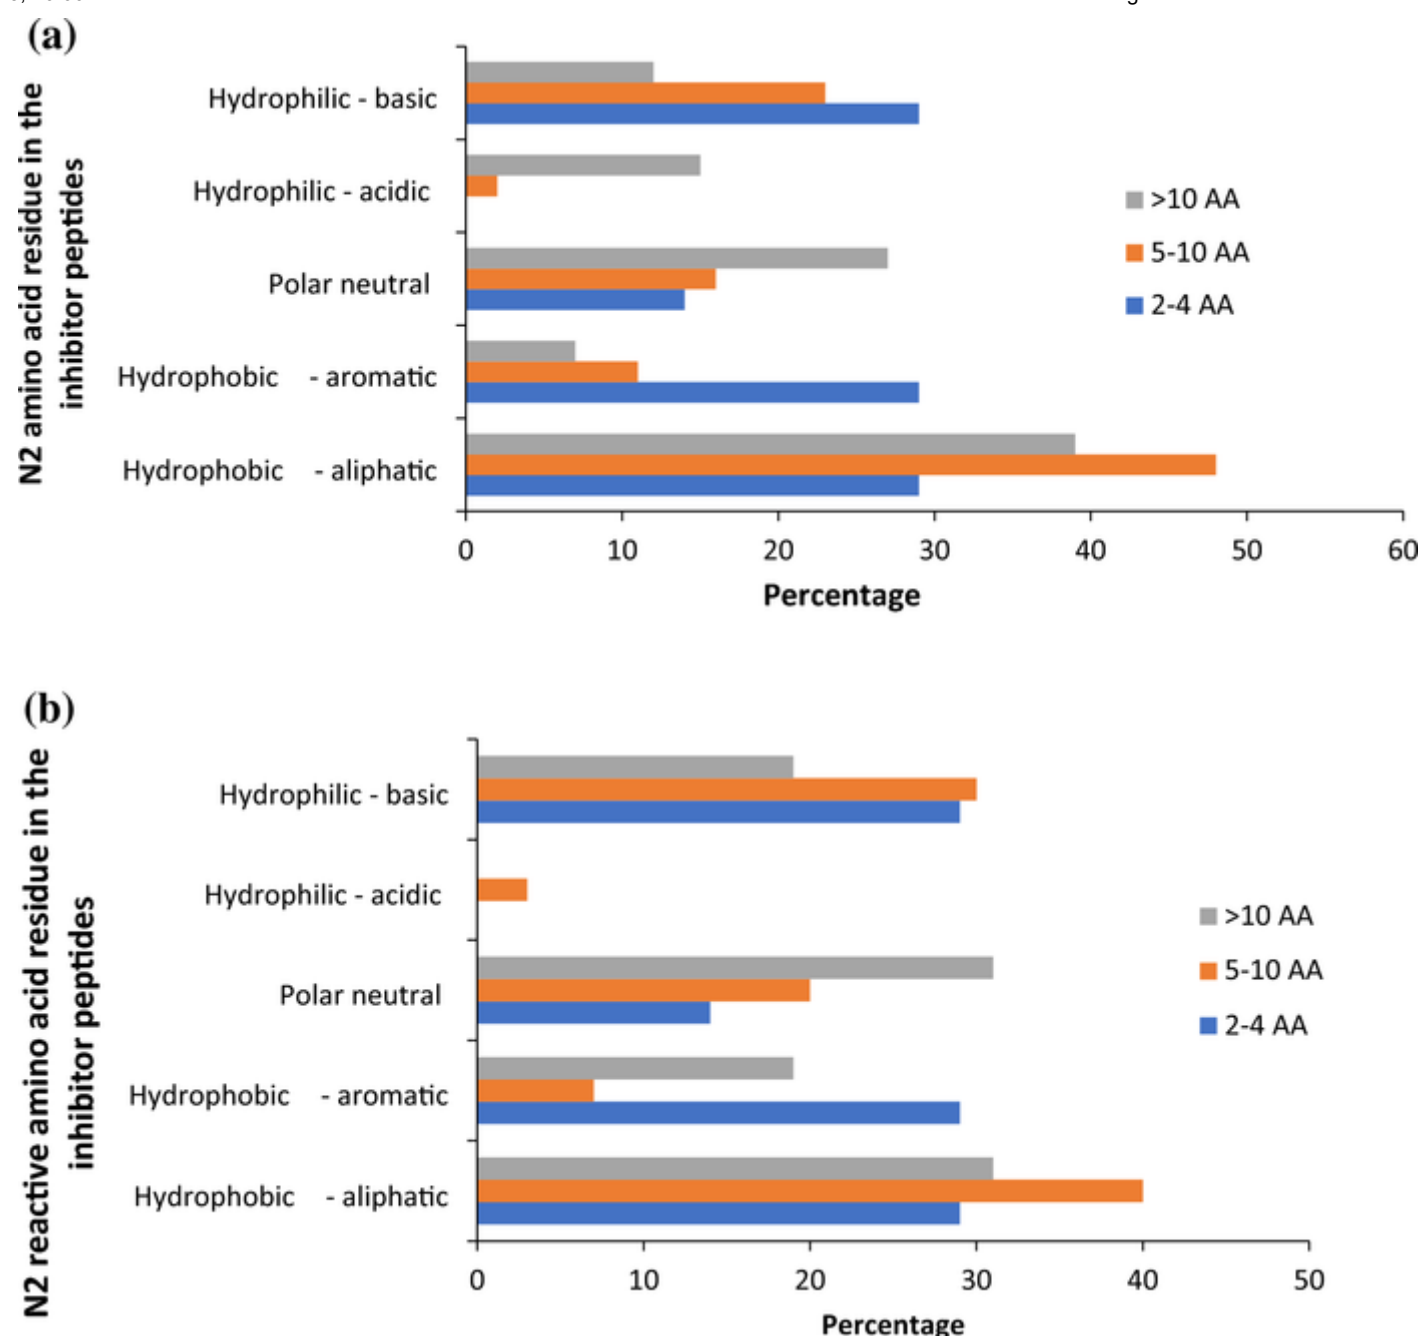 (a)
N2 amino acid residue in the
inhibitor peptides
Hydrophilic - basic
Hydrophilic - acidic
Polar neutral
Hydrophobic - aromatic
Hydrophobic - aliphatic
>10 AA
5-10 AA
2-4 AA
0 10 20 30 40 50 60
Percentage
(b)
N2 reactive amino acid residue in the
inhibitor peptides
Hydrophilic - basic
Hydrophilic - acidic
Polar neutral
Hydrophobic - aromatic
Hydrophobic - aliphatic
>10 AA
5-10 AA
2-4 AA
0 10 20 30 40 50
Percentage